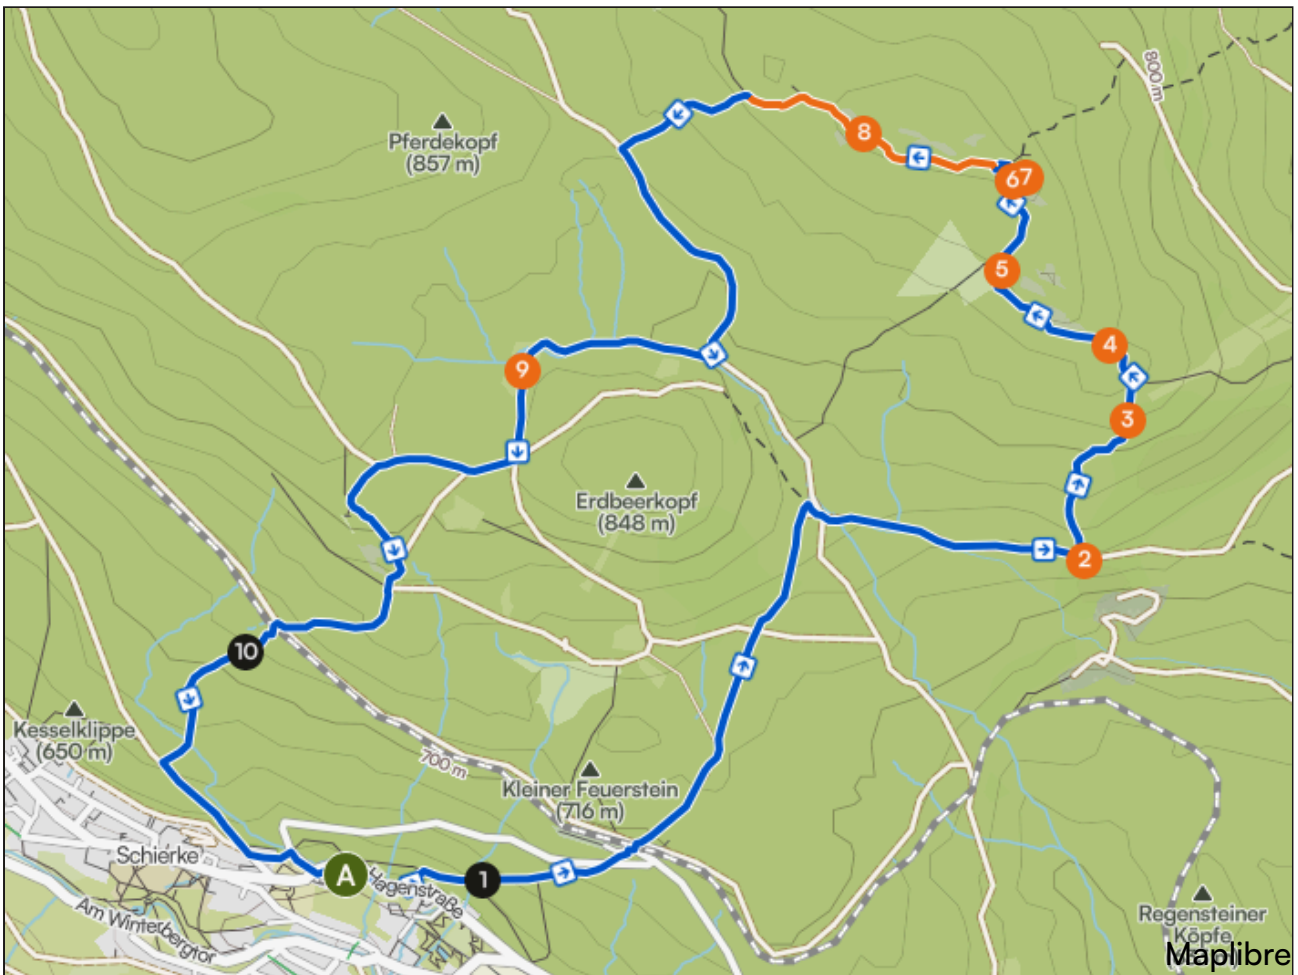 800 m
Pferdekopf
(857 m)
8
67
5
4
9
3
Erdbeerkopf
(848 m)
2
10
Kesselklippe
(650 m)
700 m
Kleiner Feuerstein
(716 m)
Schierke
A
Hagenstraße
1
Am Winterbergtor
Regensteiner
Köpfe
Maplibre